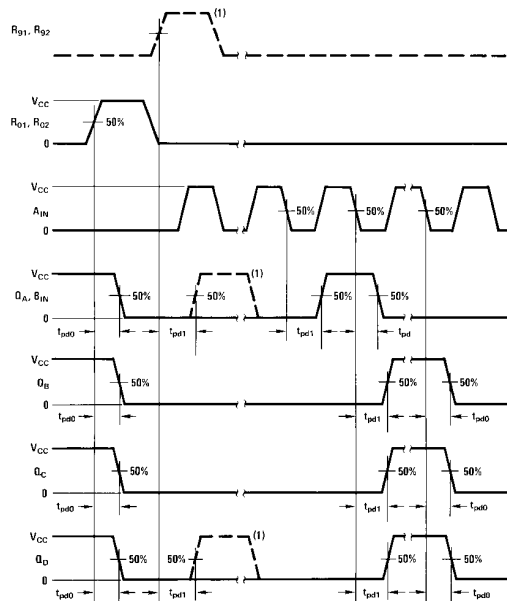 (1)
R91, R92
VCC
R01, R02
50%
0
VCC
AIN
50%
50%
50%
0
VCC
(1)
QA, BIN
50%
50%
50%
50%
0
tpd0
tpd1
tpd1
tpd
VCC
QB
50%
50%
50%
0
tpd0
tpd1
tpd0
VCC
QC
50%
50%
50%
0
tpd0
tpd1
tpd0
VCC
(1)
QD
50%
50%
50%
50%
0
tpd0
tpd1
tpd1
tpd0